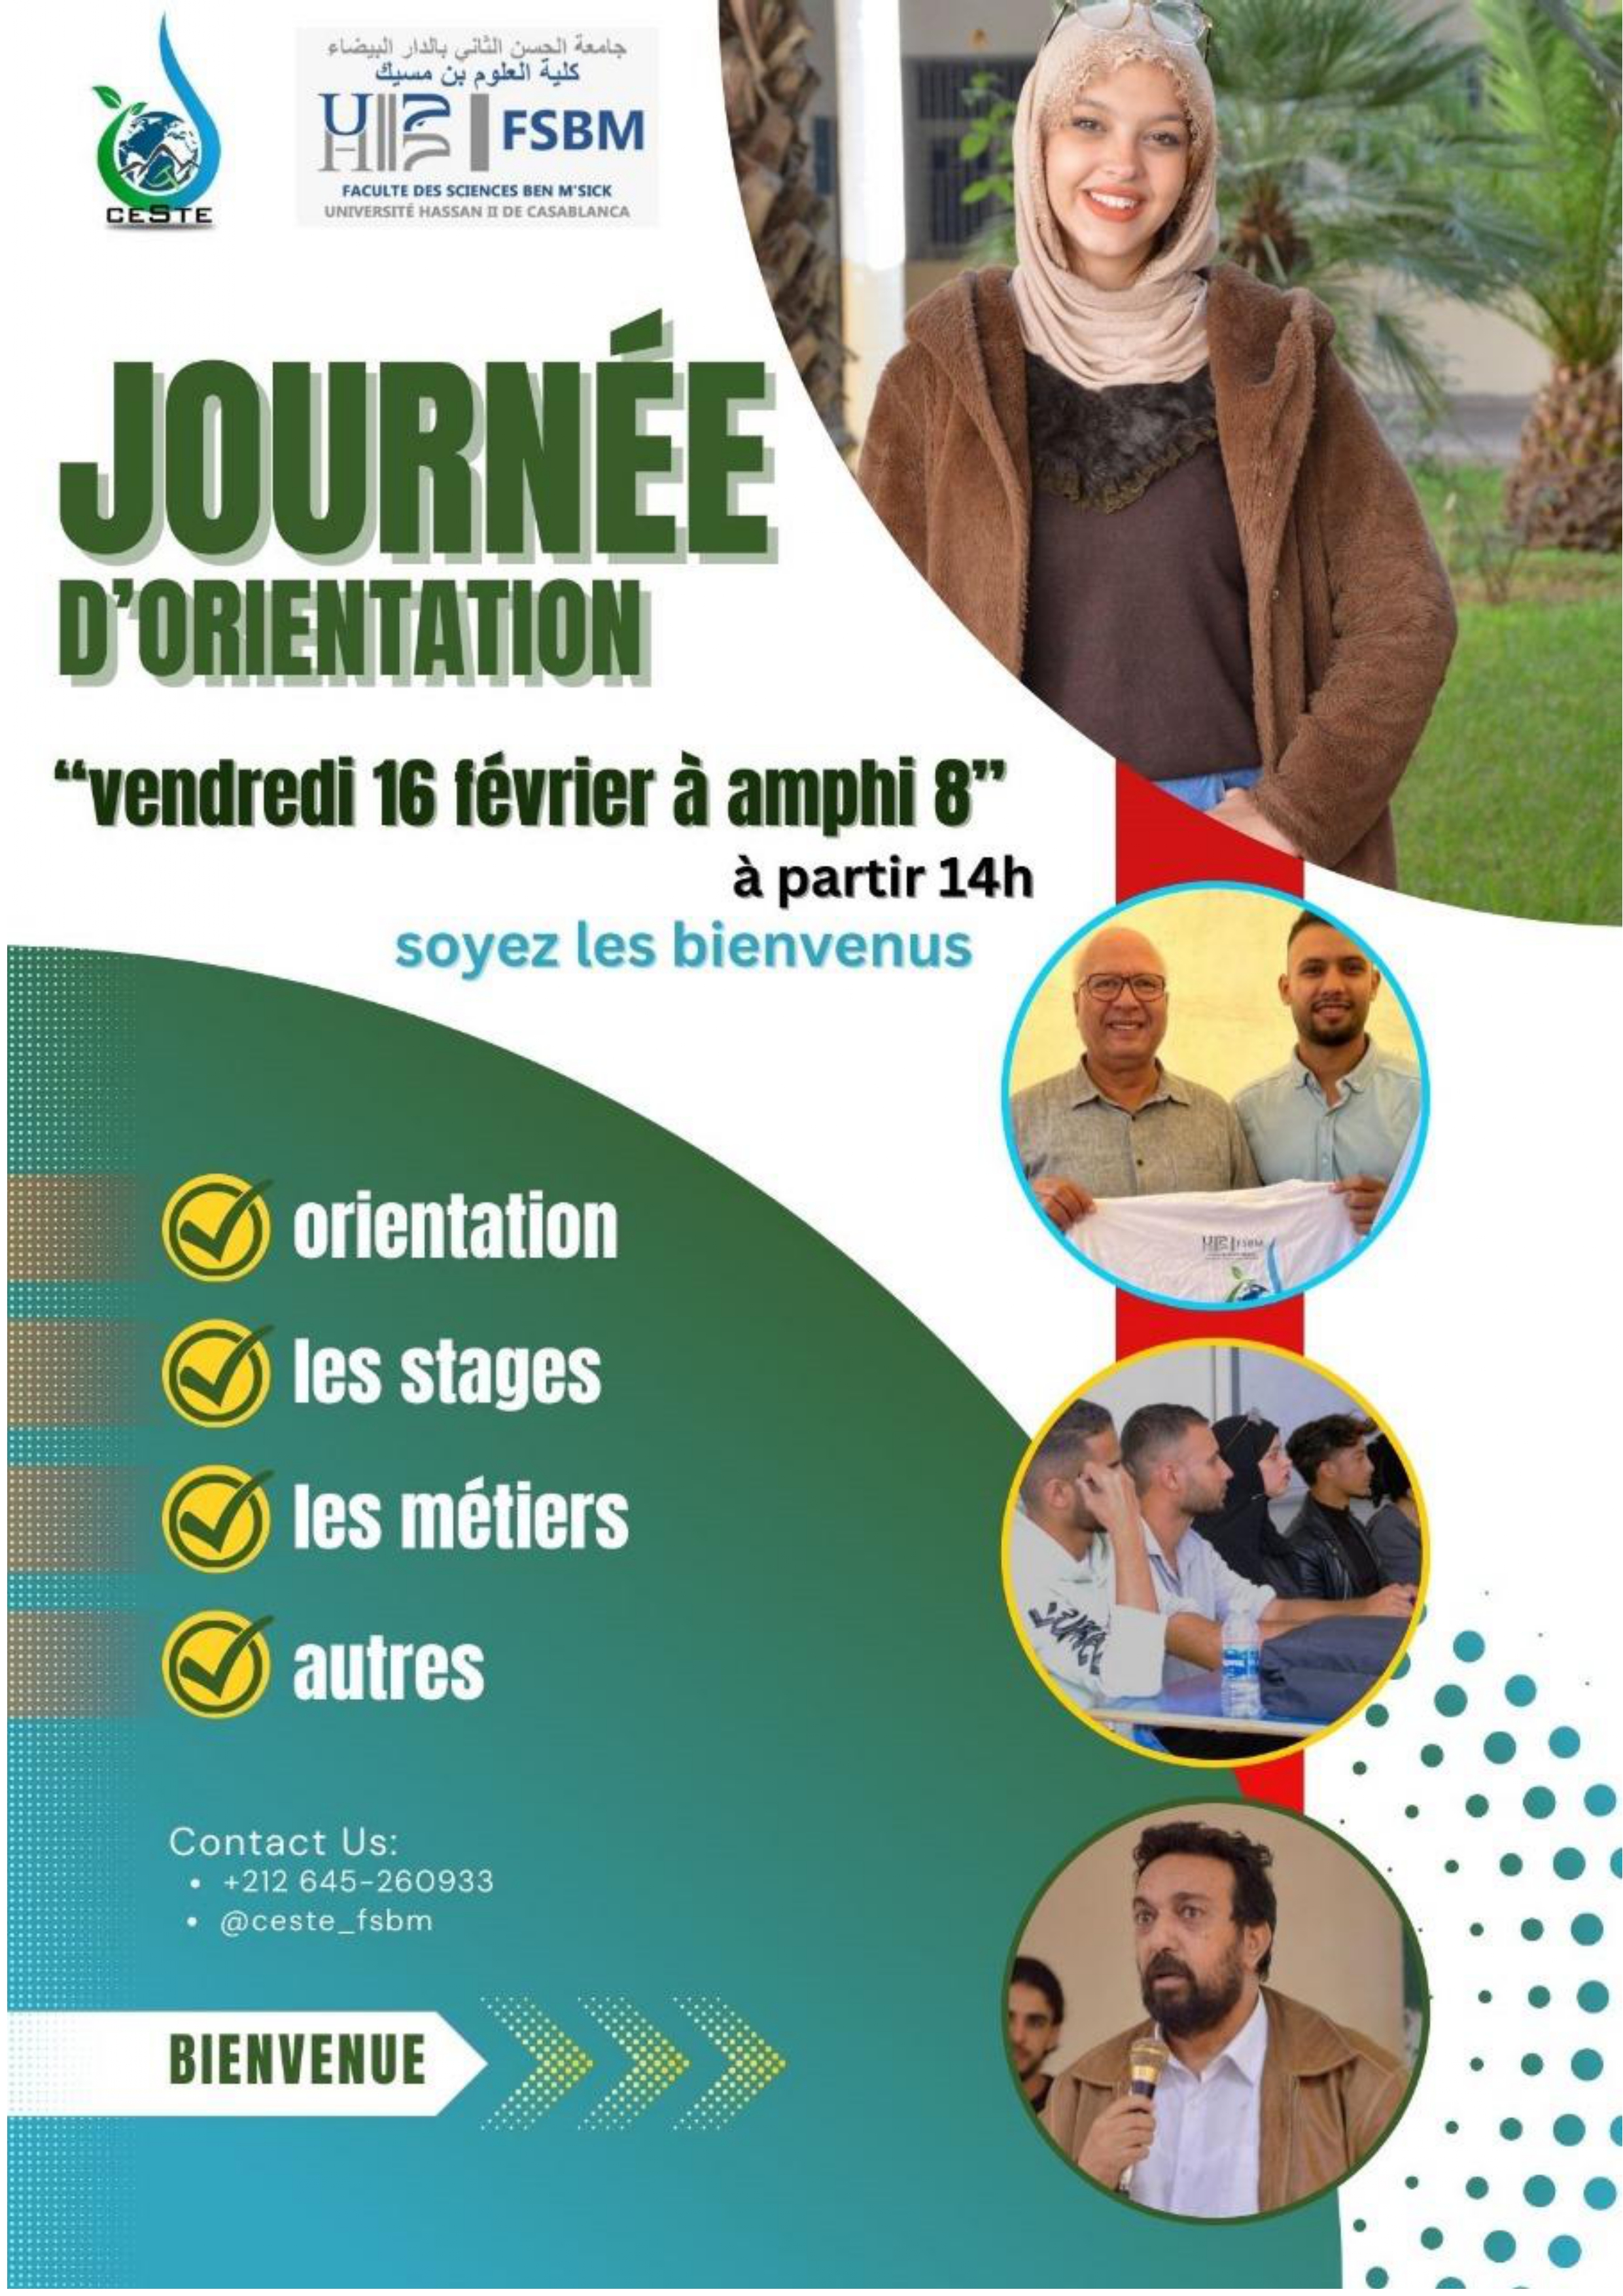 CESTE
جامعة الحسن الثاني بالدار البيضاء
كلية العلوم بن مسيك
UH2C | FSBM
FACULTE DES SCIENCES BEN M'SICK
UNIVERSITÉ HASSAN II DE CASABLANCA
JOURNÉE
D'ORIENTATION
“vendredi 16 février à amphi 8”
à partir 14h
soyez les bienvenus
orientation
les stages
les métiers
autres
Contact Us:
• +212 645-260933
• @ceste_fsbm
BIENVENUE
FSBM